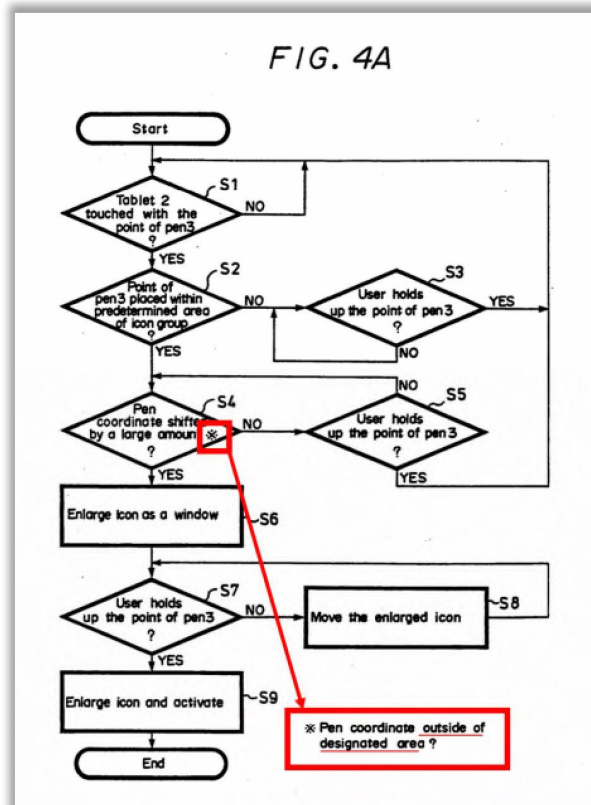 FIG. 4A
Start
S1
Tablet 2
touched with the
point of pen3
?
NO
YES
S2
Point of
pen3 placed within
predetermined area
of icon group
?
NO
YES
S3
User holds
up the point of pen3
?
YES
NO
S4
Pen
coordinate shifted
by a large amoun ※
?
NO
YES
NO
S5
User holds
up the point of pen3
?
YES
Enlarge icon as a window
S6
S7
User holds
up the point of pen3
?
NO
YES
S8
Move the enlarged icon
Enlarge icon and activate
S9
※ Pen coordinate outside of
designated area ?
End